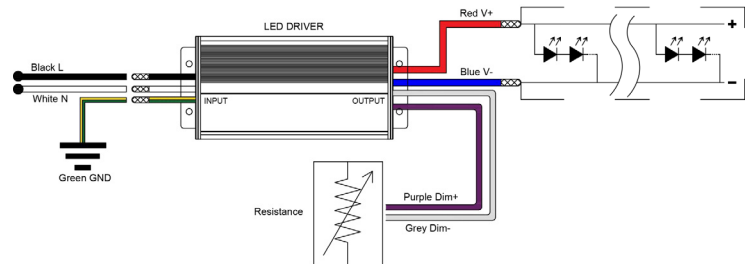 LED DRIVER
Red V+
Black L
White N
INPUT
OUTPUT
Blue V-
Green GND
Resistance
Purple Dim+
Grey Dim-
+
-